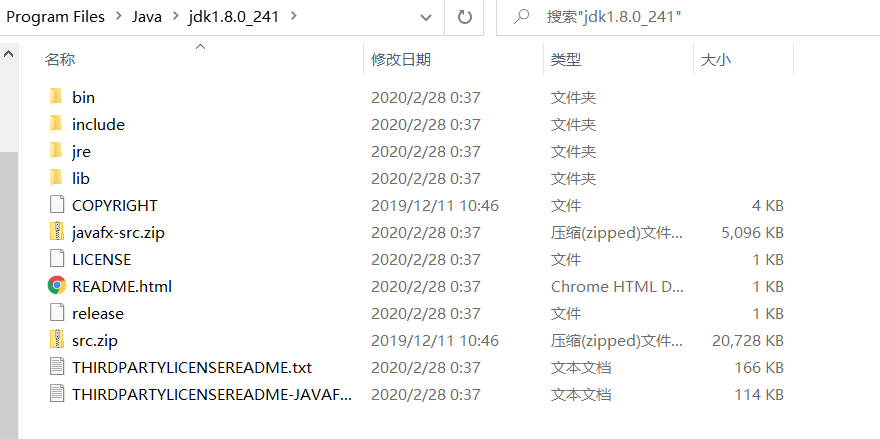 Program Files > Java > jdk1.8.0_241 > 搜索"jdk1.8.0_241"
名称 修改日期 类型 大小
bin 2020/2/28 0:37 文件夹
include 2020/2/28 0:37 文件夹
jre 2020/2/28 0:37 文件夹
lib 2020/2/28 0:37 文件夹
COPYRIGHT 2019/12/11 10:46 文件 4 KB
javafx-src.zip 2020/2/28 0:37 压缩(zipped)文件... 5,096 KB
LICENSE 2020/2/28 0:37 文件 1 KB
README.html 2020/2/28 0:37 Chrome HTML D... 1 KB
release 2020/2/28 0:37 文件 1 KB
src.zip 2019/12/11 10:46 压缩(zipped)文件... 20,728 KB
THIRDPARTYLICENSEREADME.txt 2020/2/28 0:37 文本文档 166 KB
THIRDPARTYLICENSEREADME-JAVAF... 2020/2/28 0:37 文本文档 114 KB